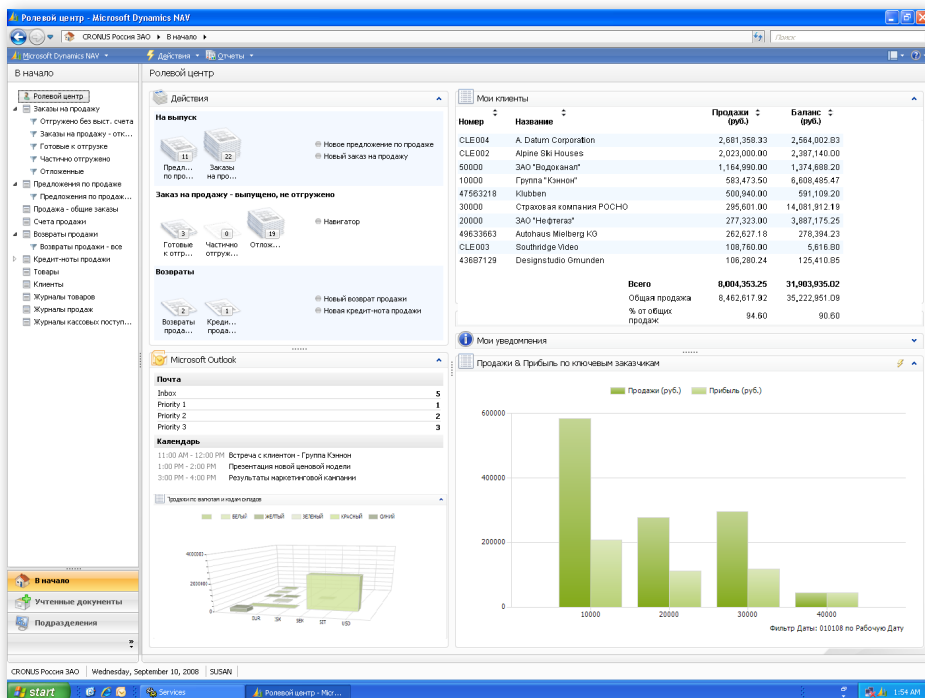 Ролевой центр - Microsoft Dynamics NAV
CRONUS Россия ЗАО ▸ В начало ▸
Поиск
Microsoft Dynamics NAV
Действия
Отчеты
В начало
Ролевой центр
Ролевой центр
Заказы на продажу
Отгружено без выст. счета
Заказы на продажу - отк...
Готовые к отгрузке
Частично отгружено
Отложенные
Предложения по продаже
Предложения по продаж...
Продажа - общие заказы
Счета продажи
Возвраты продажи
Возвраты продажи - все
Кредит-ноты продажи
Товары
Клиенты
Журналы товаров
Журналы продаж
Журналы кассовых поступ...
В начало
Учтенные документы
Подразделения
Действия
На выпуск
11
22
Предл... по про...
Заказы на про...
Новое предложение по продаже
Новый заказ на продажу
Заказ на продажу - выпущено, не отгружено
3
0
19
Готовые к отгр...
Частично отгруж...
Отлож...
Навигатор
Возвраты
2
1
Возвраты прода...
Креди... прода...
Новый возврат продажи
Новая кредит-нота продажи
Microsoft Outlook
Почта
Inbox 5
Priority 1 1
Priority 2 2
Priority 3 3
Календарь
11:00 AM - 12:00 PM Встреча с клиентом - Группа Кэннон
1:00 PM - 2:00 PM Презентация новой ценовой модели
3:00 PM - 4:00 PM Результаты маркетинговой кампании
Продажи по валютам и кодам складов
БЕЛЫЙ ЖЕЛТЫЙ ЗЕЛЕНЫЙ КРАСНЫЙ СИНИЙ
0
EUR SEK USD
Мои клиенты
Номер Название Продажи (руб.) Баланс (руб.)
CLE004 A. Datum Corporation 2,681,358.33 2,564,002.83
CLE002 Alpine Ski Houses 2,023,000.00 2,387,140.00
50000 ЗАО "Водоканал" 1,164,990.00 1,374,688.20
10000 Группа "Кэннон" 583,473.50 6,608,485.47
47563218 Klubben 500,940.00 591,109.20
30000 Страховая компания РОСНО 295,601.00 14,081,912.19
20000 ЗАО "Нефтегаз" 277,323.00 3,887,175.25
49633663 Autohaus Mielberg KG 262,627.18 278,394.23
CLE003 Southridge Video 108,760.00 5,616.80
43687129 Designstudio Gmunden 106,280.24 125,410.85
Всего 8,004,353.25 31,903,935.02
Общая продажа 8,462,617.92 35,222,951.09
% от общих продаж 94.60 90.60
Мои уведомления
Продажи & Прибыль по ключевым заказчикам
Продажи (руб.) Прибыль (руб.)
600000
400000
200000
0
10000 20000 30000 40000
Фильтр Даты: 010108 по Рабочую Дату
CRONUS Россия ЗАО Wednesday, September 10, 2008 SUSAN
start
Services
Ролевой центр - Micr...
1:54 AM